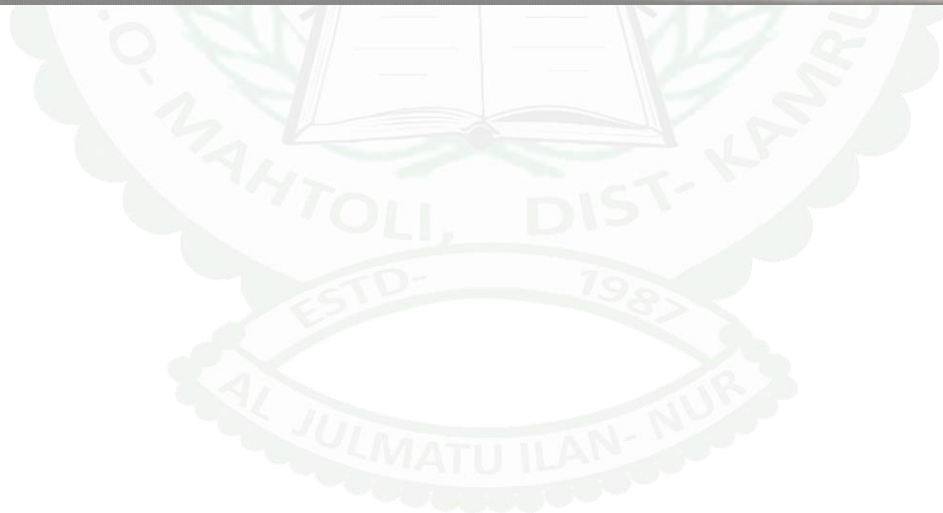 .O- MAHTOLI, DIST- KAMRU
ESTD- 1987
AL JULMATU ILAN- NUR